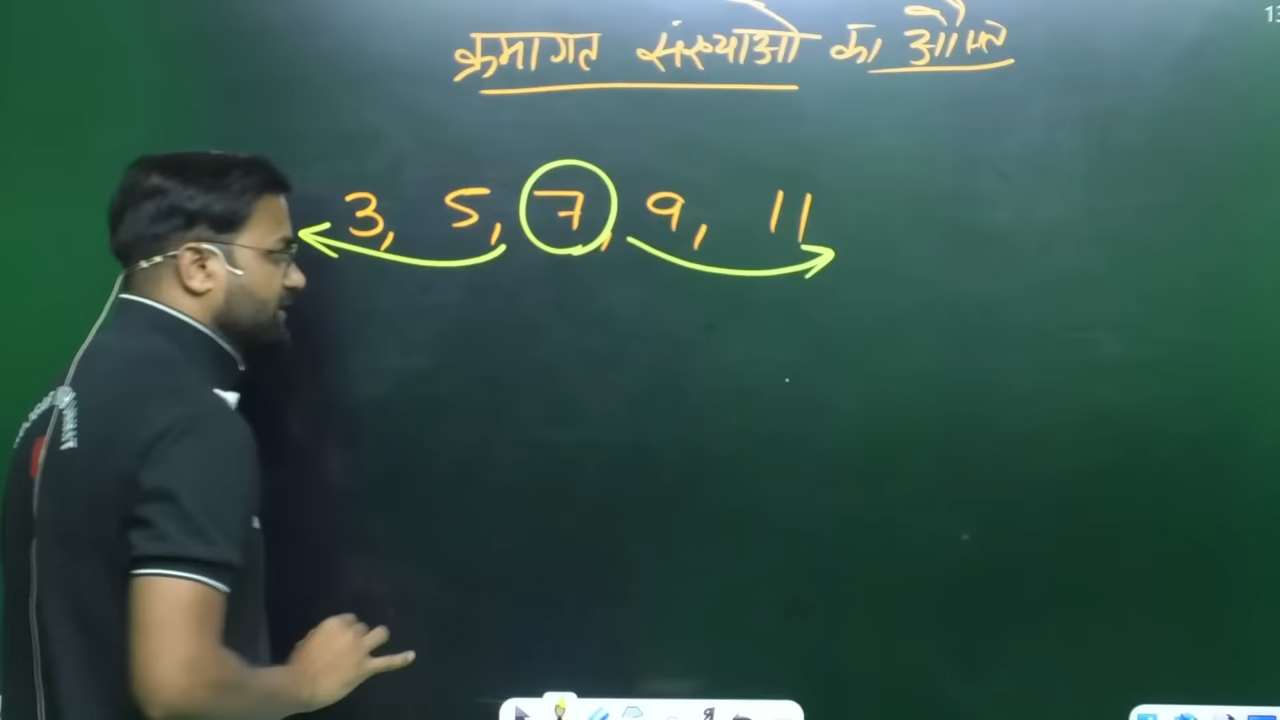 क्रमागत संख्याओ का औसत
3, 5, 7, 9, 11